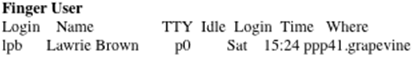 Finger User
Login Name TTY Idle Login Time Where
lpb Lawrie Brown p0 Sat 15:24 ppp41.grapevine